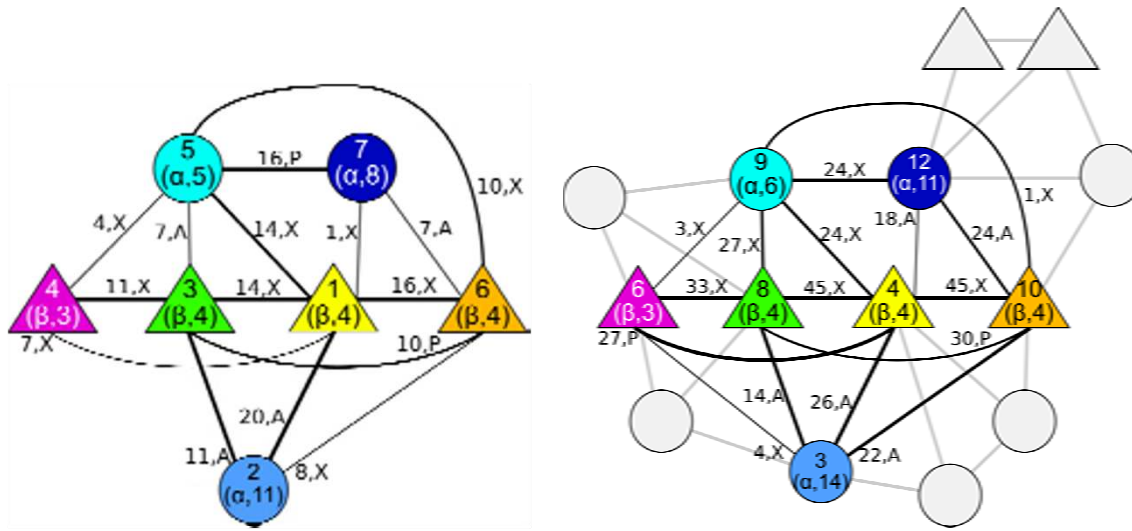 5
(α,5)
16,P
7
(α,8)
10,X
4,X
7,A
14,X
1,X
7,A
4
(β,3)
11,X
3
(β,4)
14,X
1
(β,4)
16,X
6
(β,4)
7,X
10,P
20,A
11,A
8,X
2
(α,11)
9
(α,6)
24,X
12
(α,11)
1,X
3,X
27,X
24,X
18,A
24,A
6
(β,3)
33,X
8
(β,4)
45,X
4
(β,4)
45,X
10
(β,4)
27,P
30,P
14,A
26,A
4,X
22,A
3
(α,14)